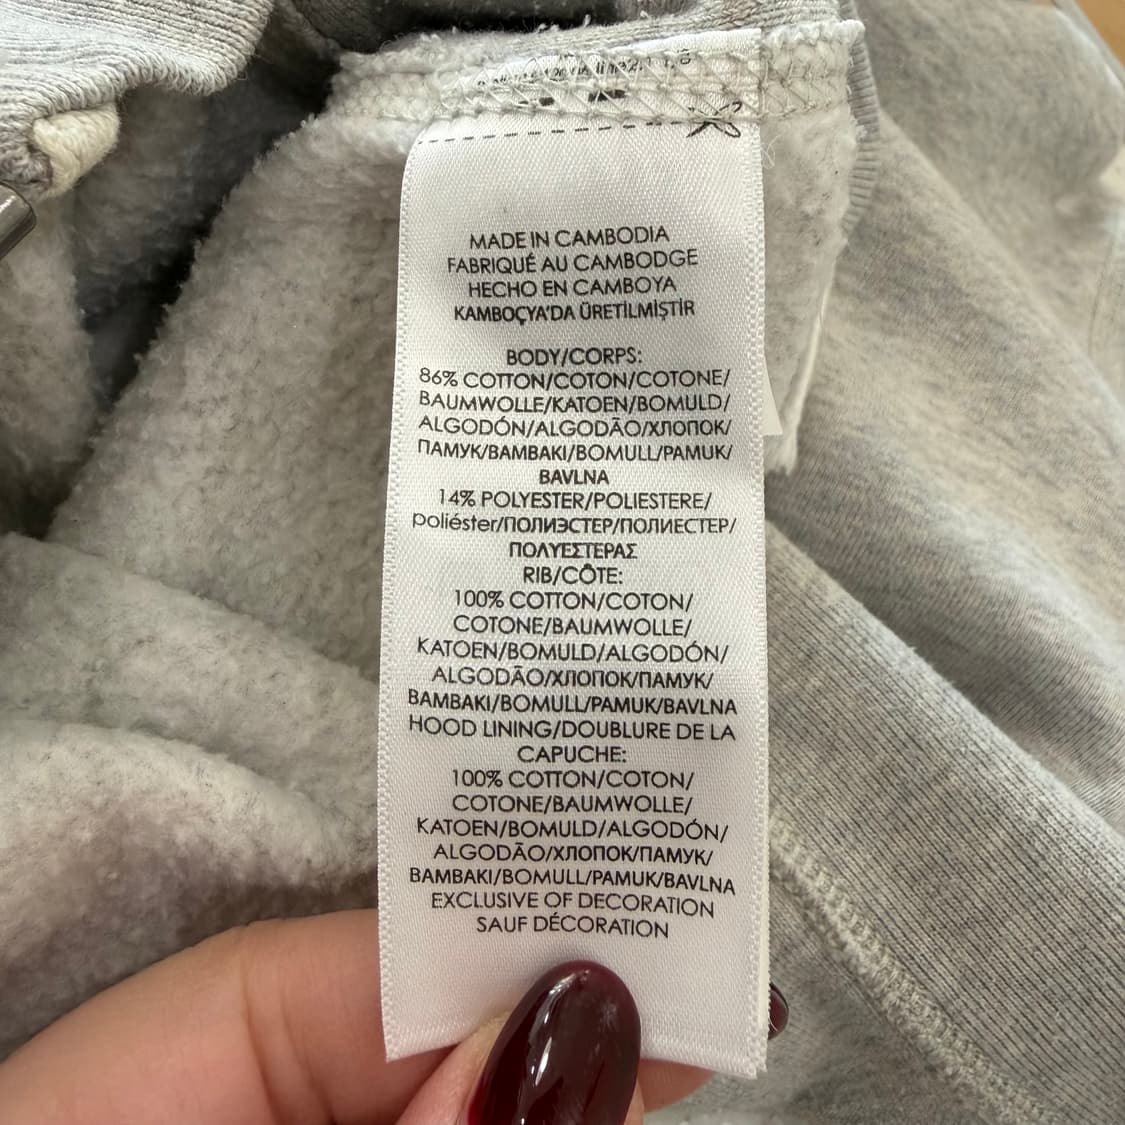 MADE IN CAMBODIA
FABRIQUÉ AU CAMBODGE
HECHO EN CAMBOYA
KAMBOÇYA'DA ÜRETİLMİŞTİR
BODY/CORPS:
86% COTTON/COTON/COTONE/
BAUMWOLLE/KATOEN/BOMULD/
ALGODÓN/ALGODÃO/ХЛОПОК/
ПАМУК/BAMBAKI/BOMULL/PAMUK/
BAVLNA
14% POLYESTER/POLIESTERE/
poliéster/ПОЛИЭСТЕР/ПОЛИЕСТЕР/
ΠΟΛΥΕΣΤΕΡΑΣ
RIB/CÔTE:
100% COTTON/COTON/
COTONE/BAUMWOLLE/
KATOEN/BOMULD/ALGODÓN/
ALGODÃO/ХЛОПОК/ПАМУК/
BAMBAKI/BOMULL/PAMUK/BAVLNA
HOOD LINING/DOUBLURE DE LA
CAPUCHE:
100% COTTON/COTON/
COTONE/BAUMWOLLE/
KATOEN/BOMULD/ALGODÓN/
ALGODÃO/ХЛОПОК/ПАМУК/
BAMBAKI/BOMULL/PAMUK/BAVLNA
EXCLUSIVE OF DECORATION
SAUF DÉCORATION